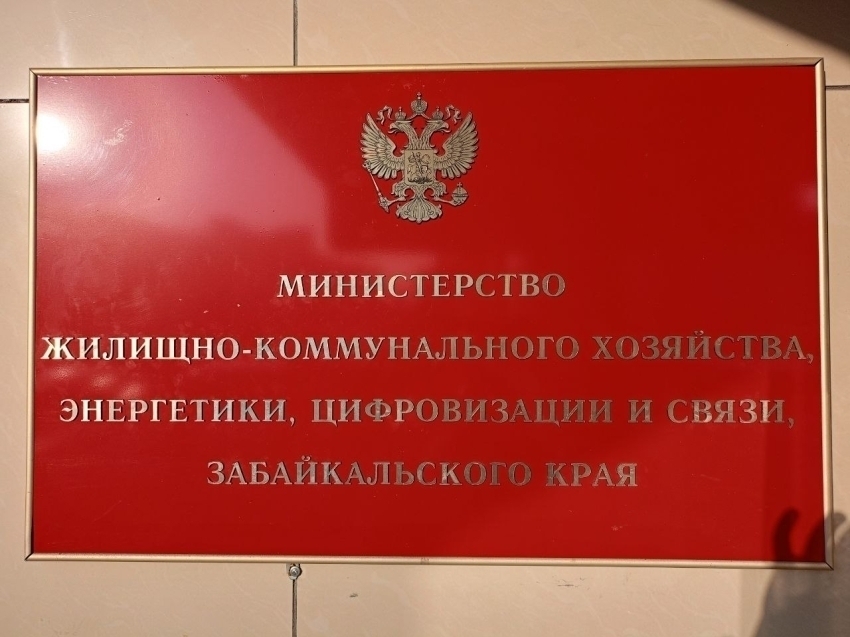 МИНИСТЕРСТВО
ЖИЛИЩНО-КОММУНАЛЬНОГО ХОЗЯЙСТВА,
ЭНЕРГЕТИКИ, ЦИФРОВИЗАЦИИ И СВЯЗИ,
ЗАБАЙКАЛЬСКОГО КРАЯ